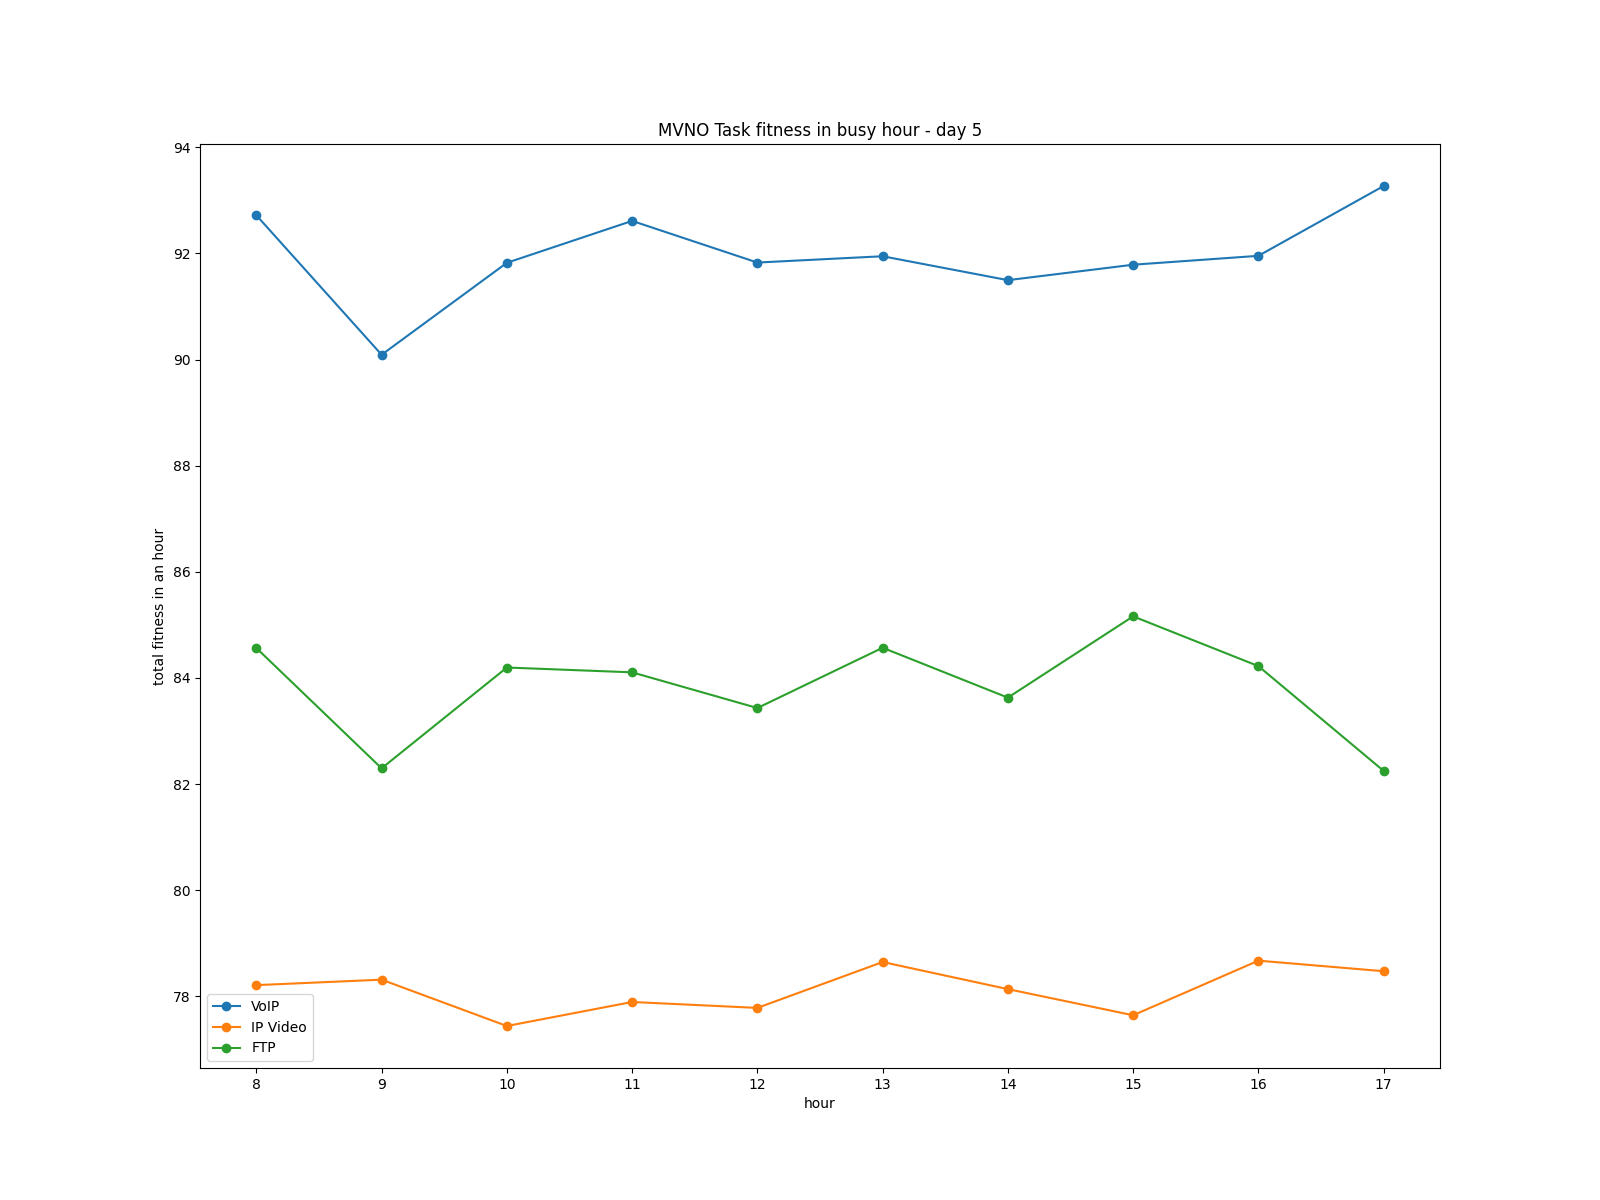 MVNO Task fitness in busy hour - day 5
94
92
90
88
86
84
82
80
78
total fitness in an hour
VoIP
IP Video
FTP
8 9 10 11 12 13 14 15 16 17
hour